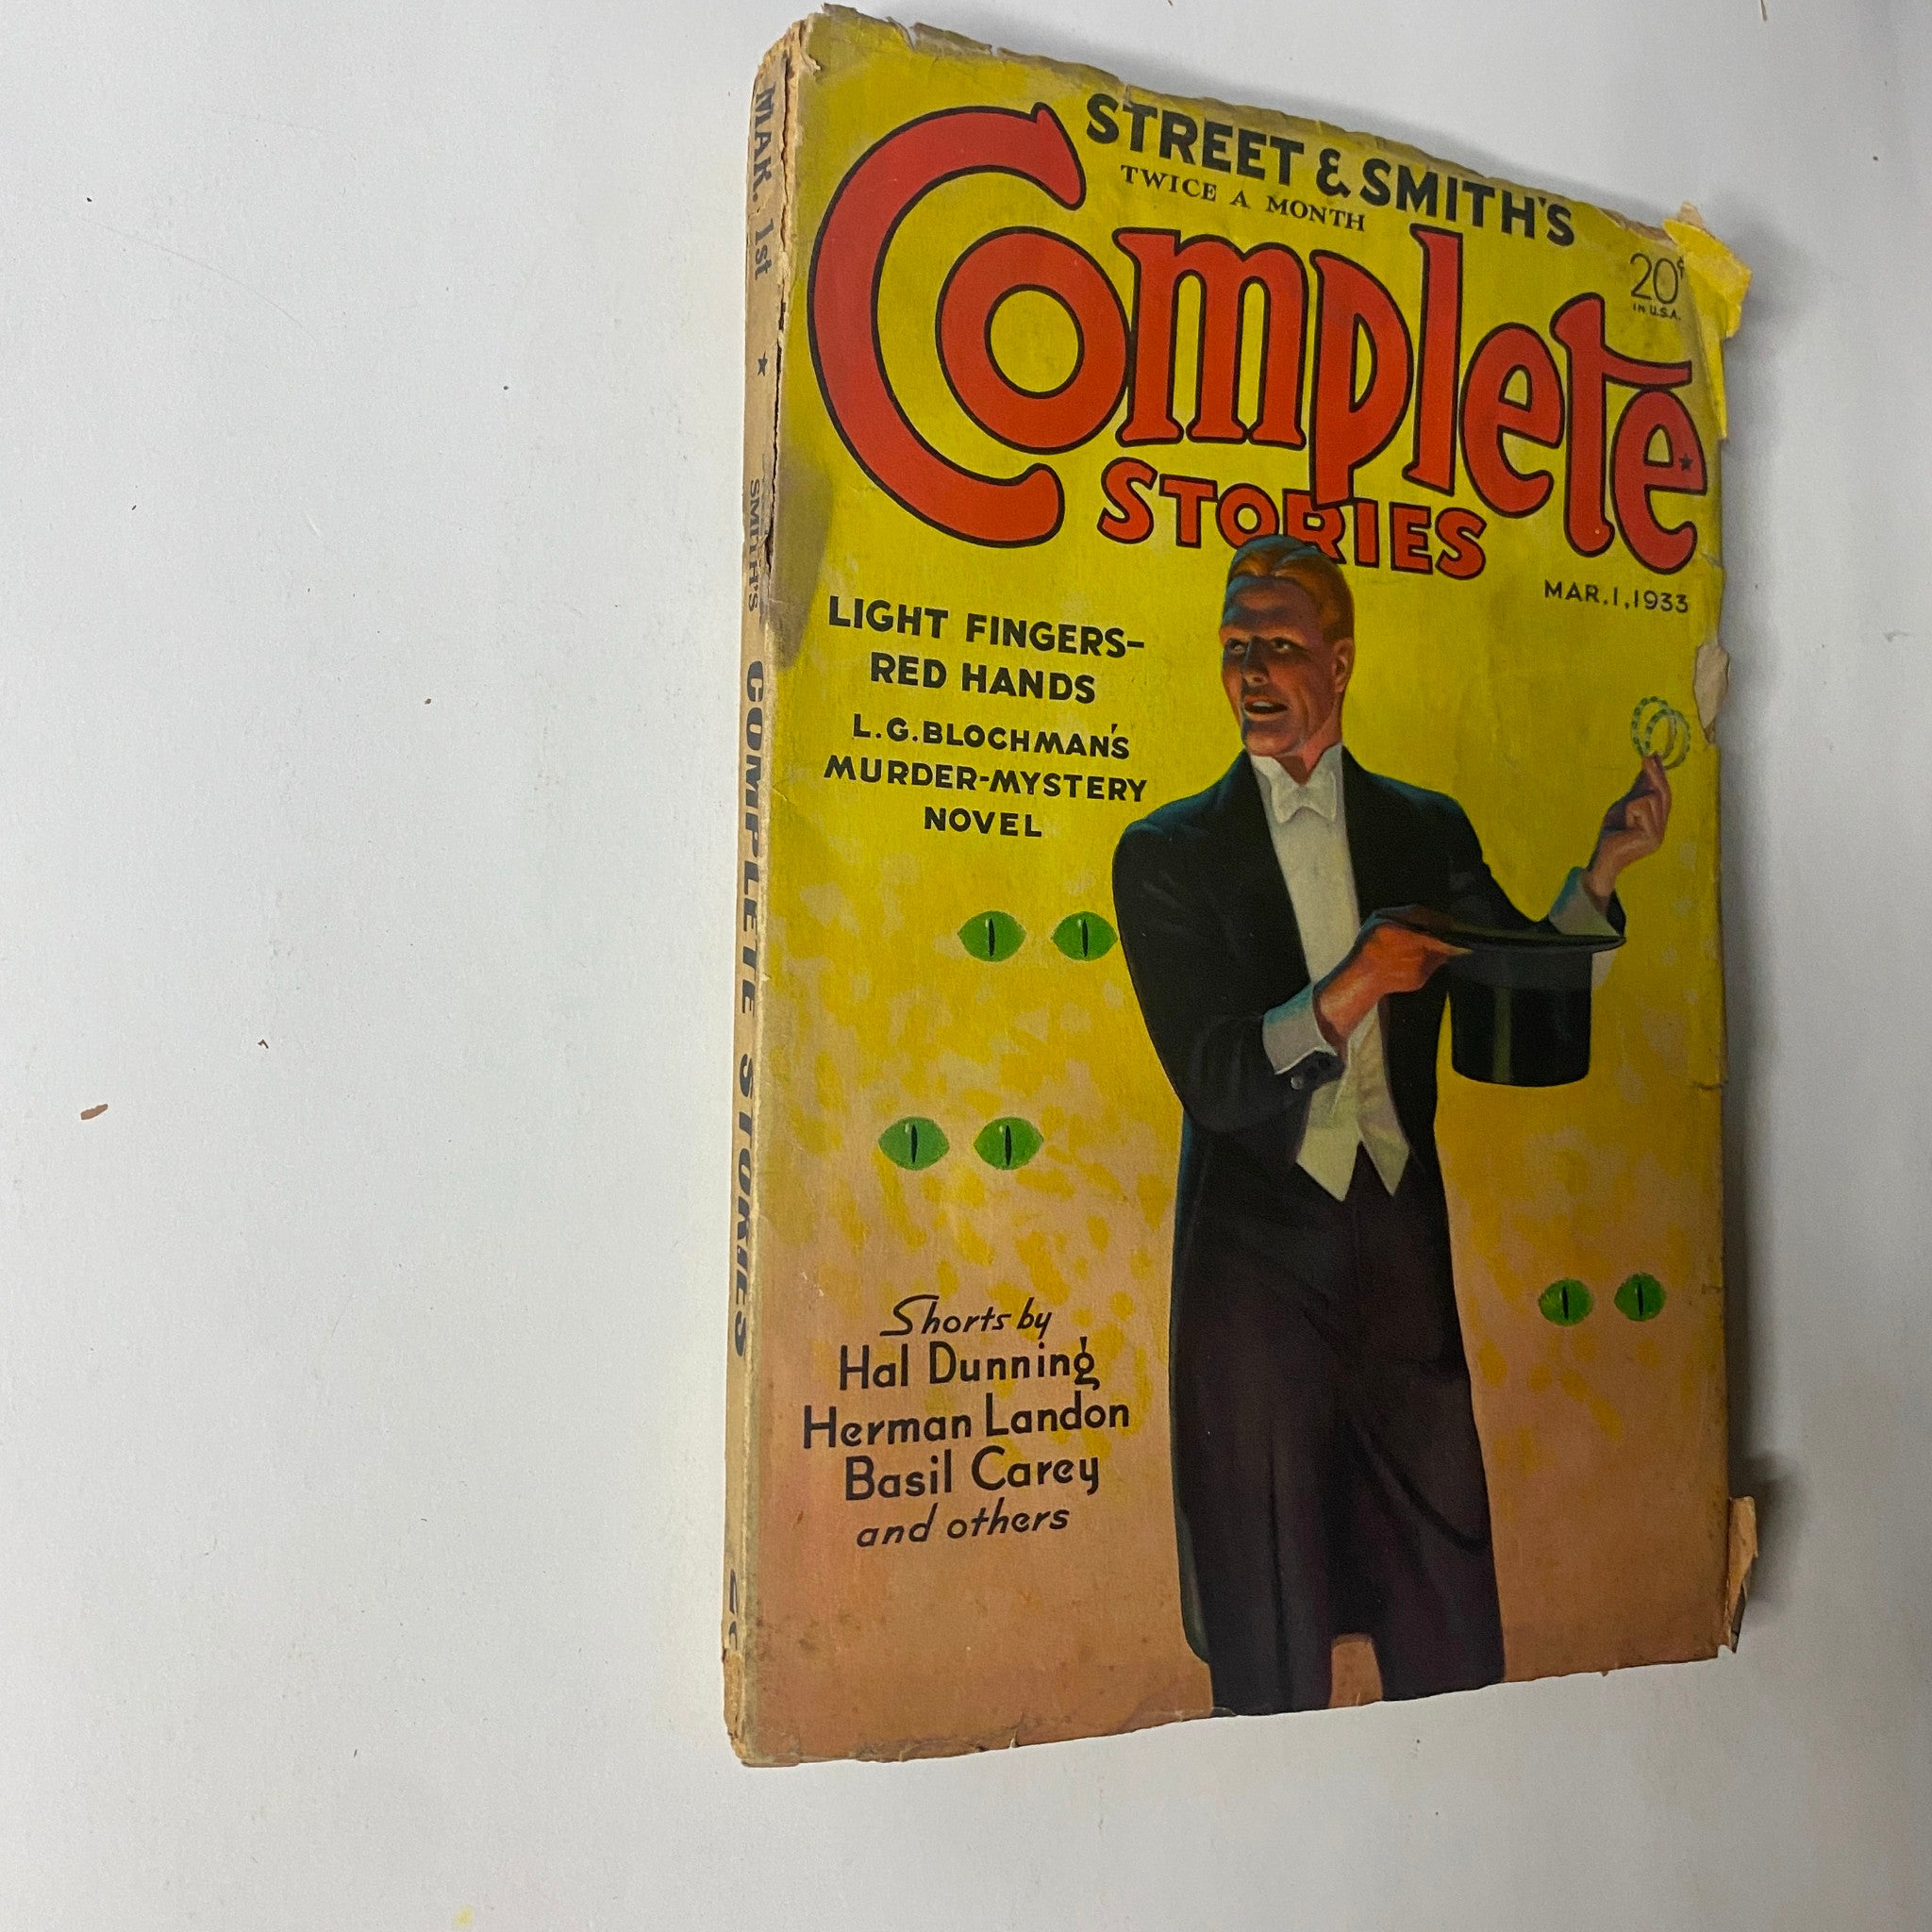 STREET & SMITH'S
TWICE A MONTH
Complete
STORIES
20¢
IN U.S.A.
MAR.1,1933
LIGHT FINGERS-
RED HANDS
L.G.BLOCHMAN'S
MURDER-MYSTERY
NOVEL
Shorts by
Hal Dunning
Herman Landon
Basil Carey
and others
MAR. 1st
SMITH'S
COMPLETE STORIES